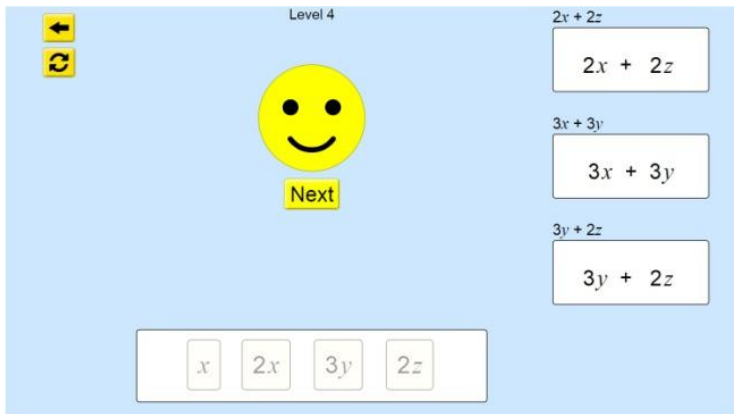 Level 4
Next
2x + 2z
2x + 2z
3x + 3y
3x + 3y
3y + 2z
3y + 2z
x 2x 3y 2z